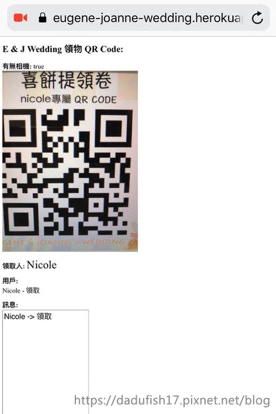 eugene-joanne-wedding.heroku
E & J Wedding 領物 QR Code:
有無相機: true
喜餅提領卷
nicole專屬 QR CODE
領取人: Nicole
用戶:
Nicole - 領取
訊息:
Nicole -> 領取
https://dadufish17.pixnet.net/blog